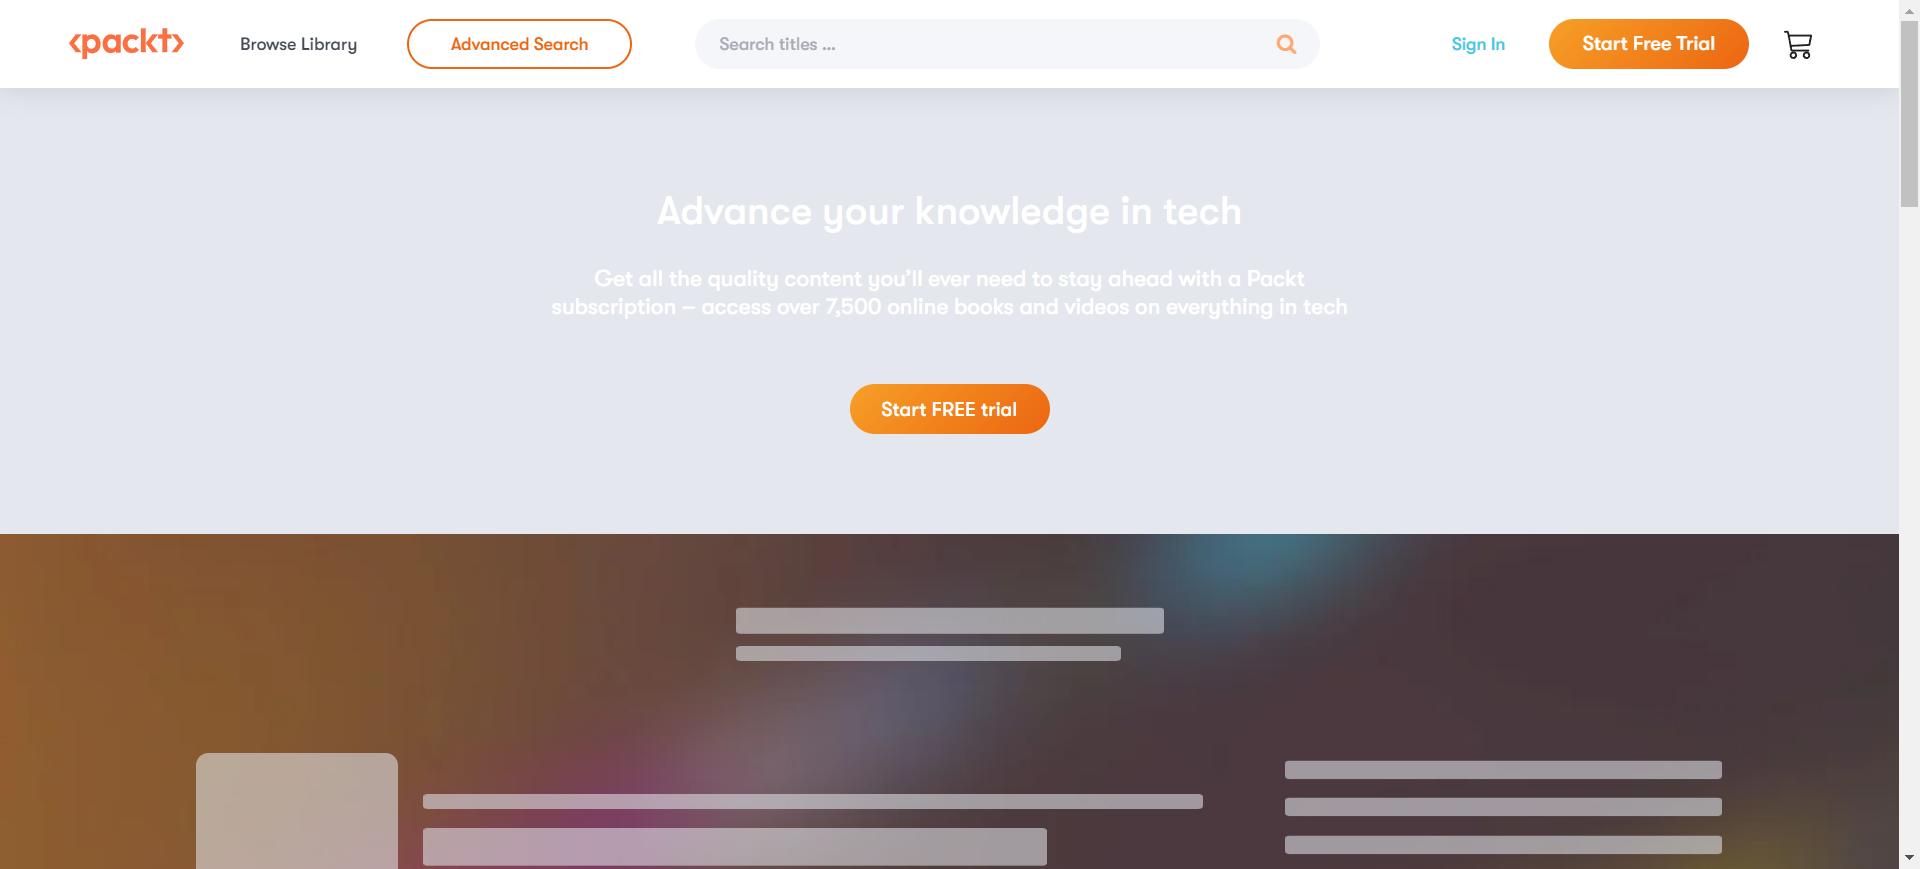 <packt>
Browse Library
Advanced Search
Search titles ...
Sign In
Start Free Trial
Advance your knowledge in tech
Get all the quality content you’ll ever need to stay ahead with a Packt
subscription – access over 7,500 online books and videos on everything in tech
Start FREE trial